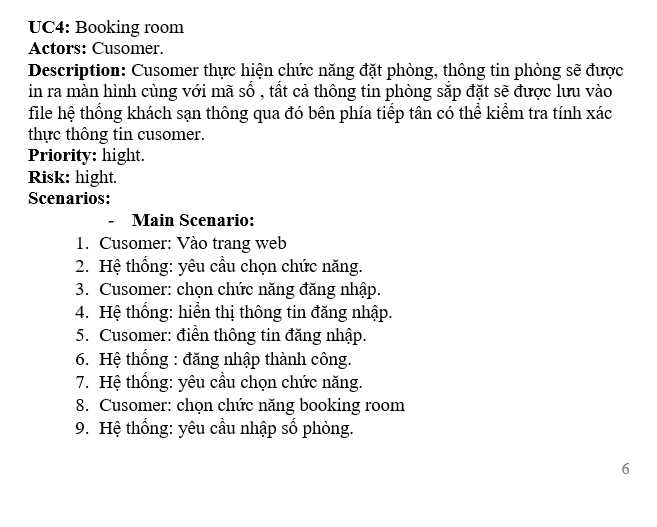 UC4: Booking room
Actors: Cusomer.
Description: Cusomer thực hiện chức năng đặt phòng, thông tin phòng sẽ được
in ra màn hình cùng với mã số , tất cả thông tin phòng sắp đặt sẽ được lưu vào
file hệ thống khách sạn thông qua đó bên phía tiếp tân có thể kiểm tra tính xác
thực thông tin cusomer.
Priority: hight.
Risk: hight.
Scenarios:
- Main Scenario:
1. Cusomer: Vào trang web
2. Hệ thống: yêu cầu chọn chức năng.
3. Cusomer: chọn chức năng đăng nhập.
4. Hệ thống: hiển thị thông tin đăng nhập.
5. Cusomer: điền thông tin đăng nhập.
6. Hệ thống : đăng nhập thành công.
7. Hệ thống: yêu cầu chọn chức năng.
8. Cusomer: chọn chức năng booking room
9. Hệ thống: yêu cầu nhập số phòng.
6